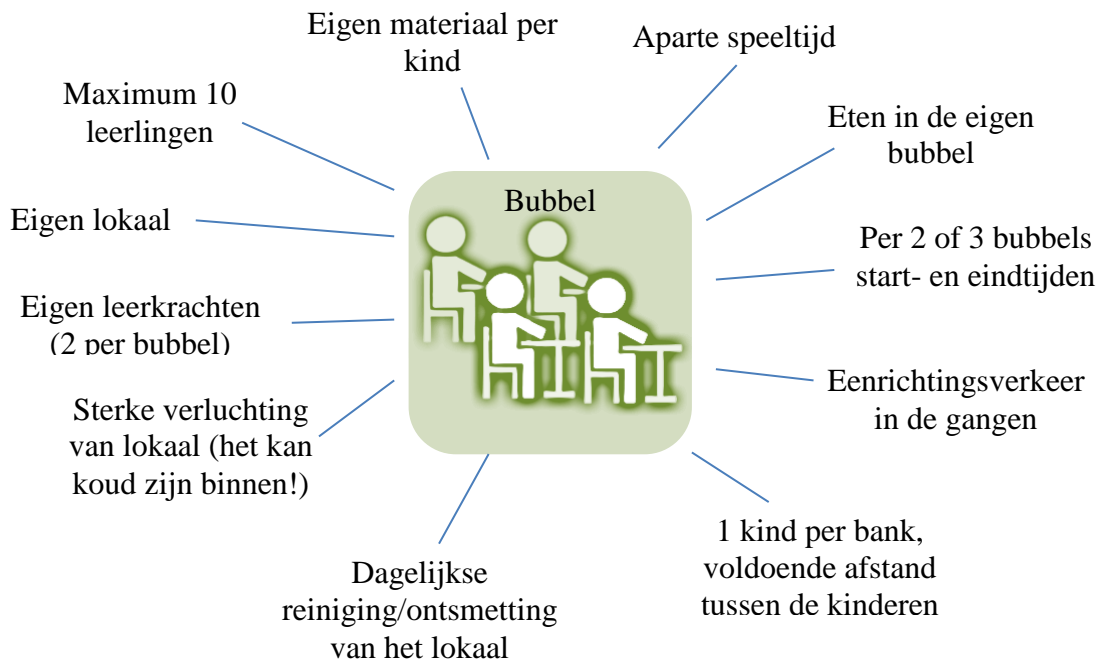 Eigen materiaal per
kind
Aparte speeltijd
Maximum 10
leerlingen
Eten in de eigen
bubbel
Bubbel
Eigen lokaal
Per 2 of 3 bubbels
start- en eindtijden
Eigen leerkrachten
(2 per bubbel)
Eenrichtingsverkeer
in de gangen
Sterke verluchting
van lokaal (het kan
koud zijn binnen!)
1 kind per bank,
voldoende afstand
tussen de kinderen
Dagelijkse
reiniging/ontsmetting
van het lokaal